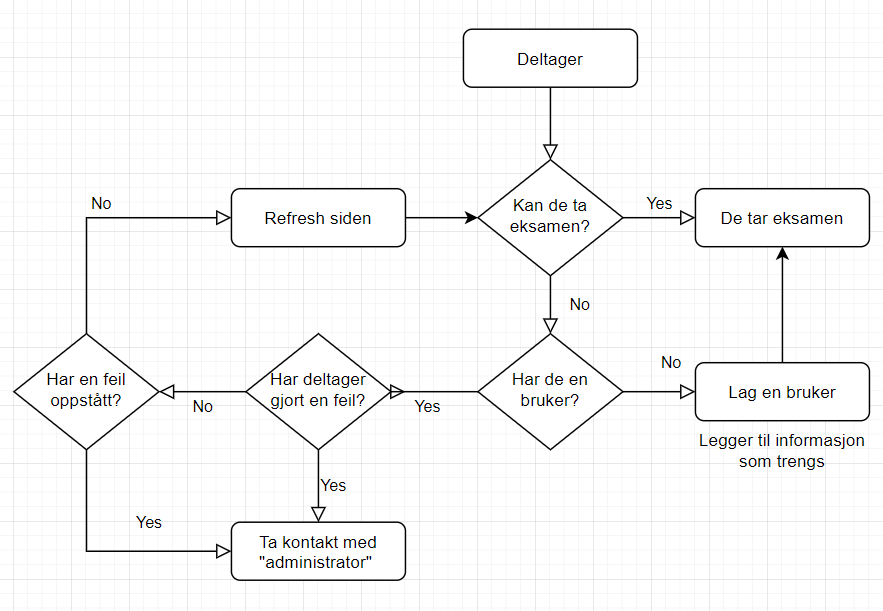 Deltager
No
Refresh siden
Kan de ta
eksamen?
Yes
De tar eksamen
No
Har en feil
oppstått?
No
Har deltager
gjort en feil?
Yes
Har de en
bruker?
No
Lag en bruker
Legger til informasjon
som trengs
Yes
Yes
Ta kontakt med
"administrator"